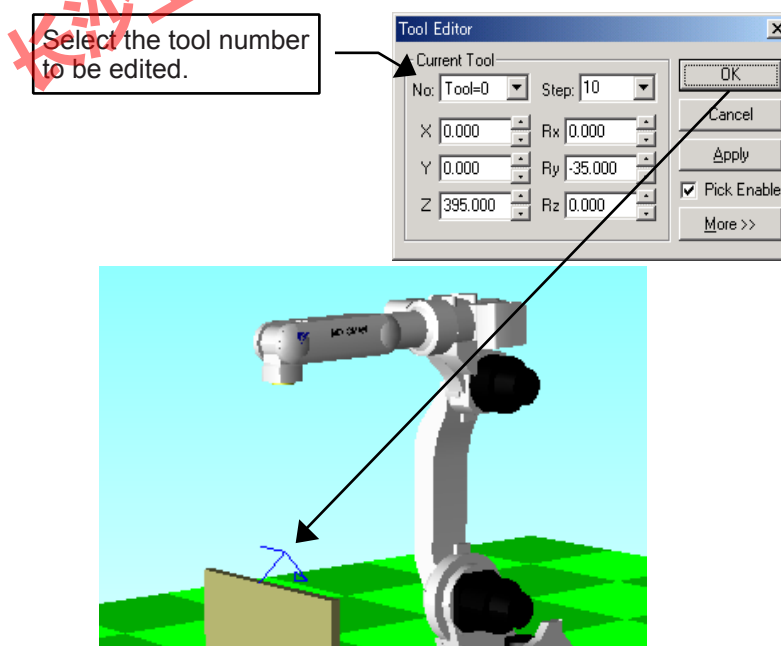 Select the tool number
to be edited.
Tool Editor
Current Tool
No: Tool=0 Step: 10
X 0.000 Rx 0.000
Y 0.000 Ry -35.000
Z 395.000 Rz 0.000
OK
Cancel
Apply
Pick Enable
More >>